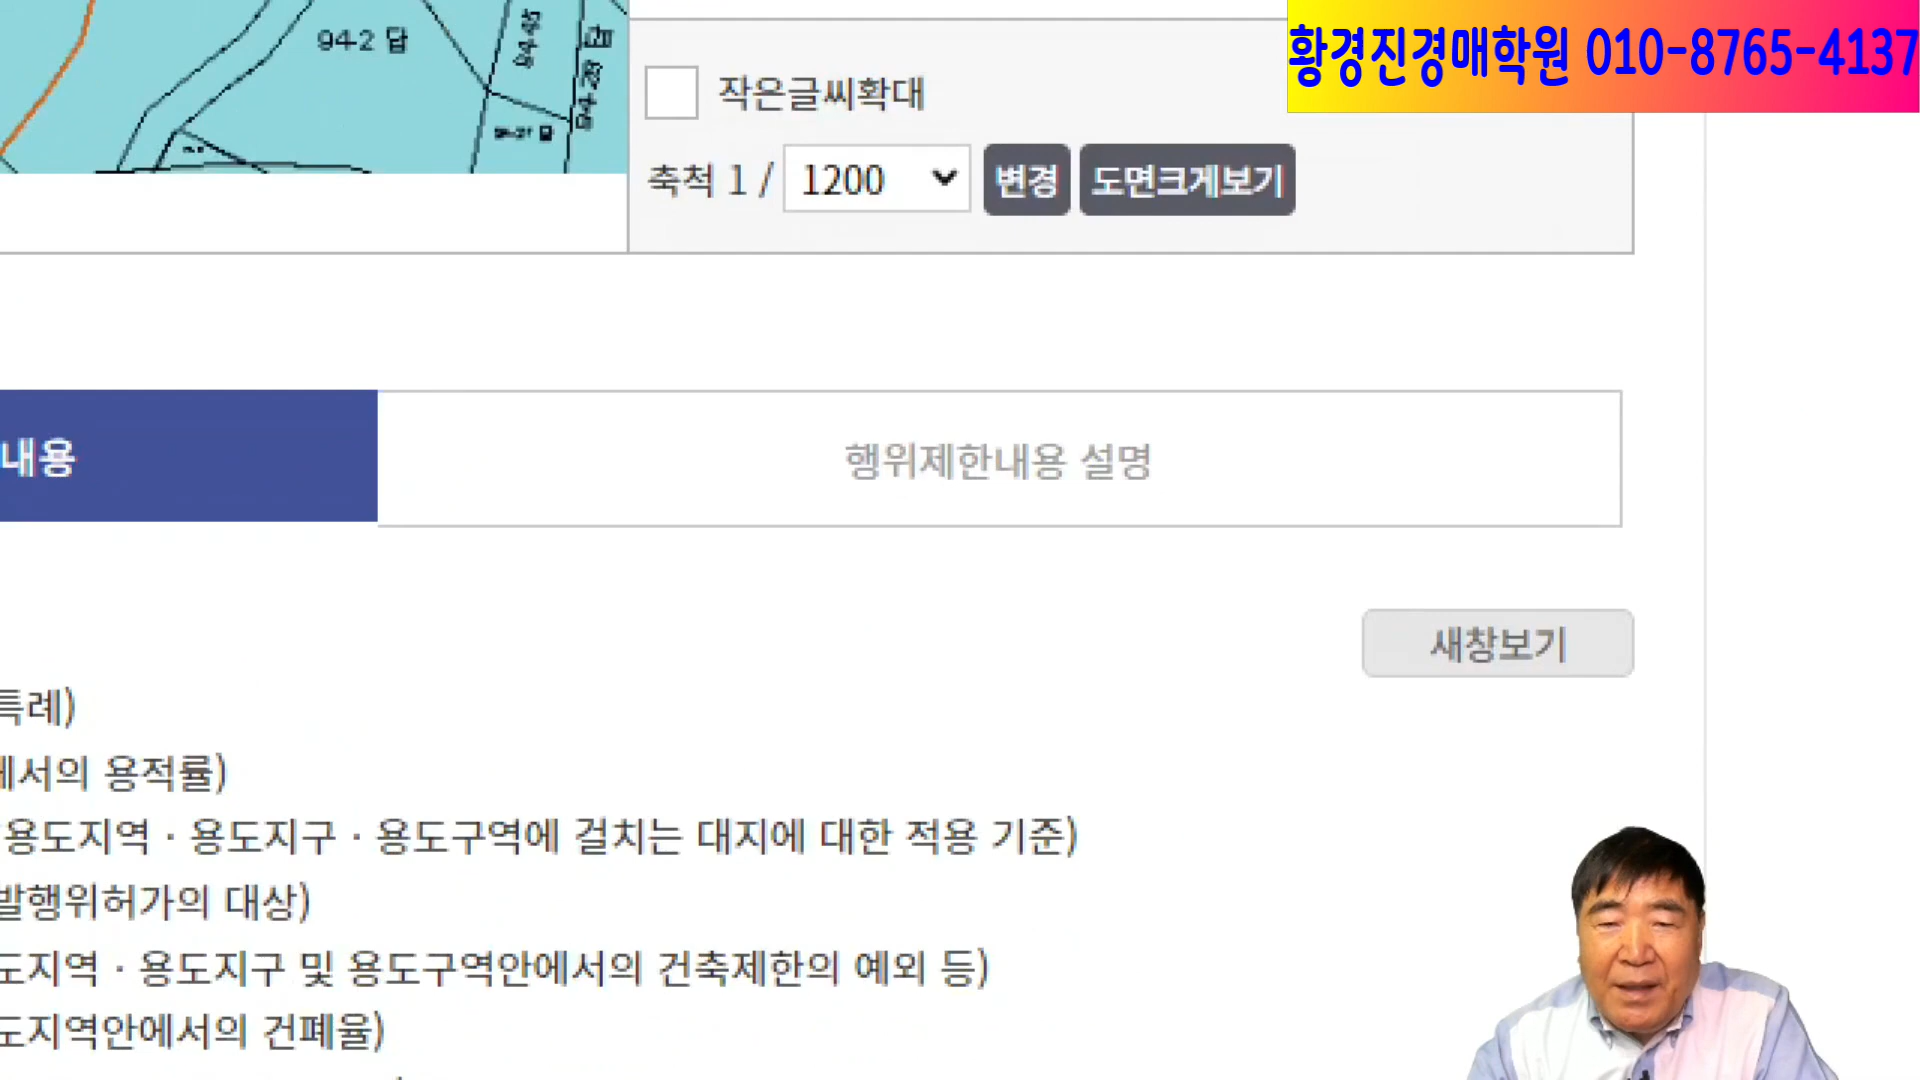 황경진경매학원 010-8765-4137
94-2 답
94-28 답
작은글씨확대
축척 1 / 1200 변경 도면크게보기
내용
행위제한내용 설명
새창보기
특례)
에서의 용적률)
용도지역 · 용도지구 · 용도구역에 걸치는 대지에 대한 적용 기준)
발행위허가의 대상)
도지역 · 용도지구 및 용도구역안에서의 건축제한의 예외 등)
도지역안에서의 건폐율)